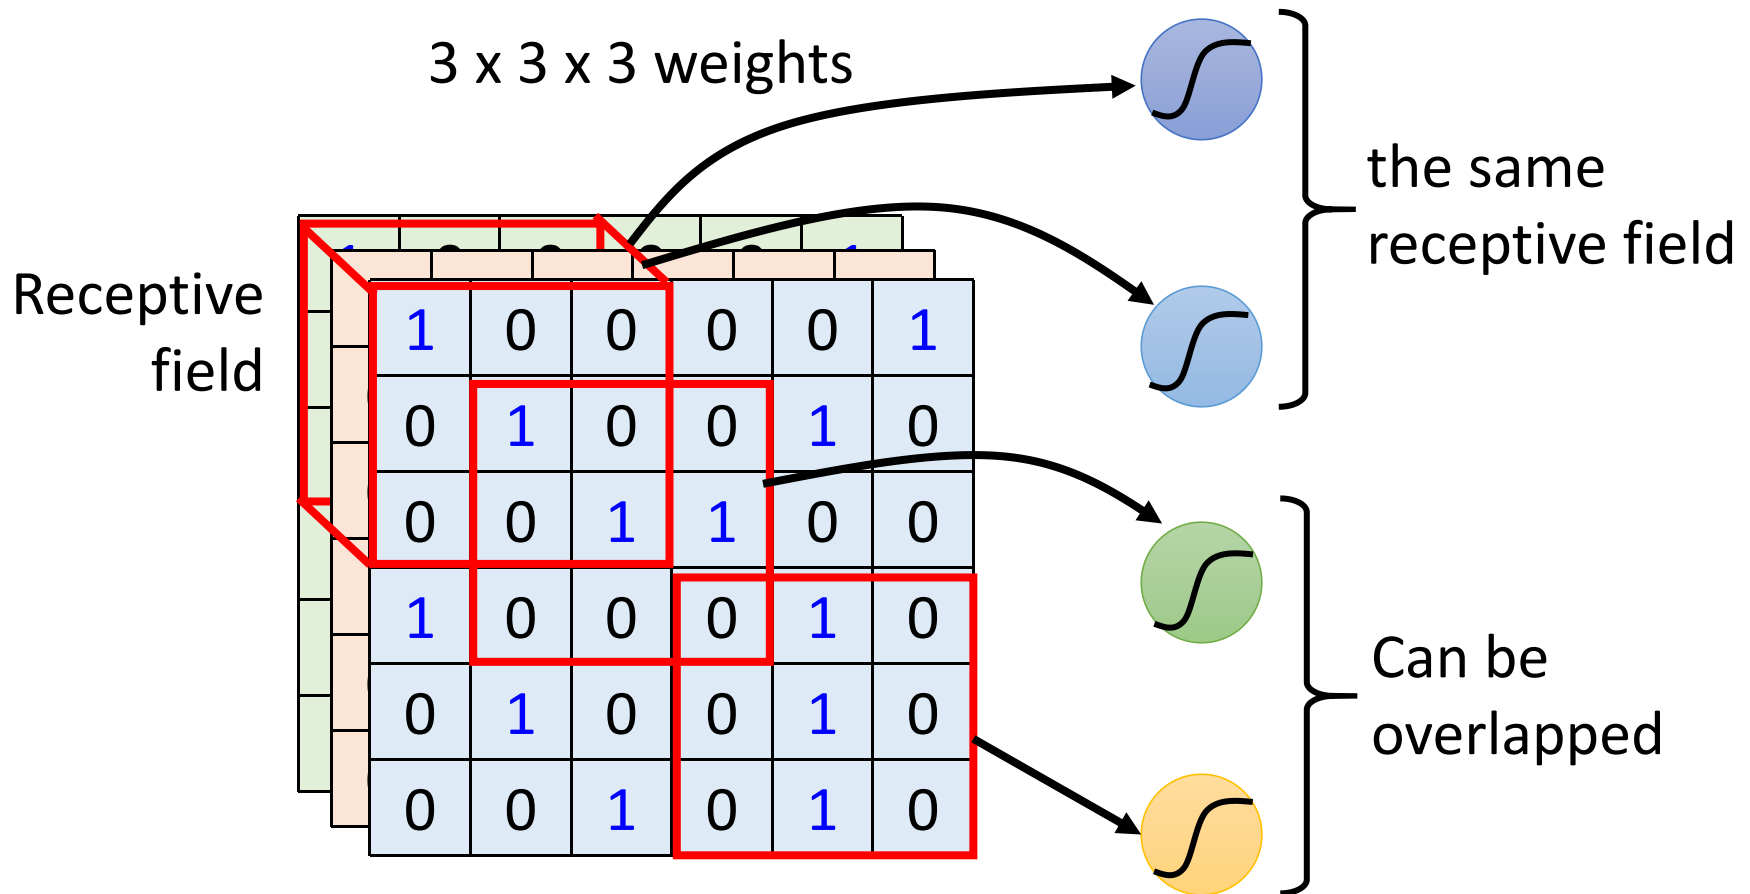 3 x 3 x 3 weights
the same
receptive field
Receptive
field
1 0 0 0 0 1
0 1 0 0 1 0
0 0 1 1 0 0
1 0 0 0 1 0
0 1 0 0 1 0
0 0 1 0 1 0
Can be
overlapped